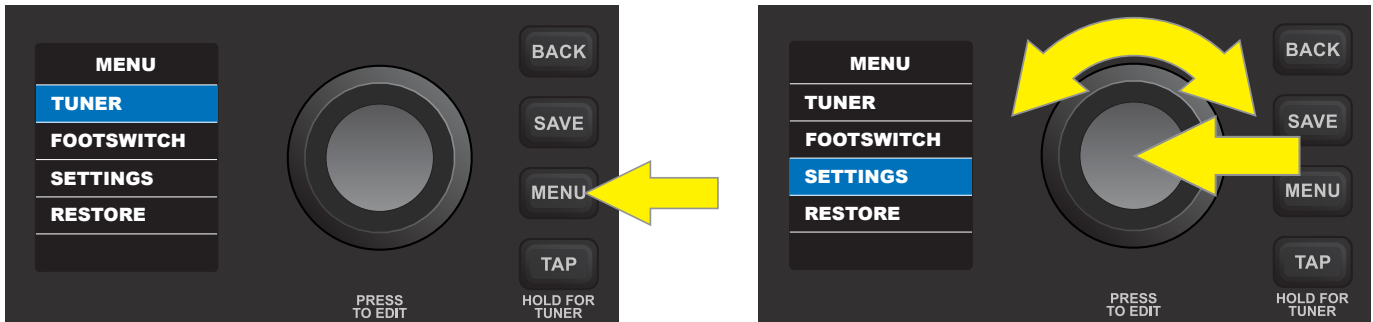 MENU
TUNER
FOOTSWITCH
SETTINGS
RESTORE
BACK
SAVE
MENU
TAP
PRESS
TO EDIT
HOLD FOR
TUNER
MENU
TUNER
FOOTSWITCH
SETTINGS
RESTORE
BACK
SAVE
MENU
TAP
PRESS
TO EDIT
HOLD FOR
TUNER